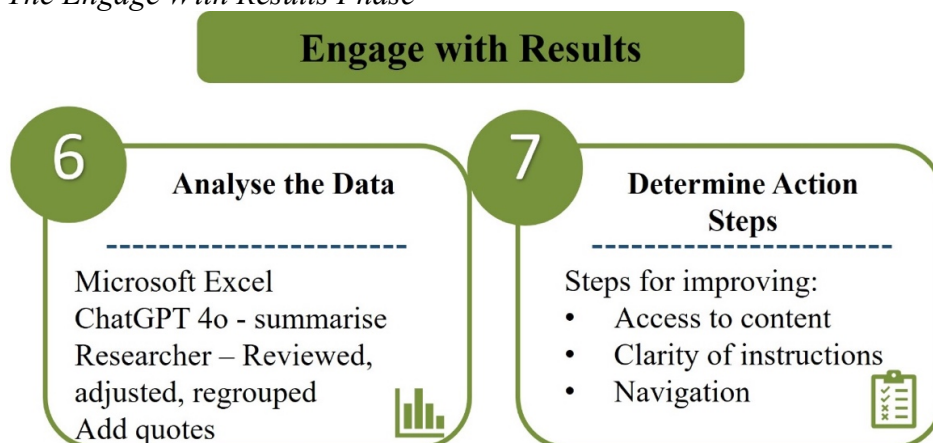 The Engage With Results Phase
Engage with Results
6
Analyse the Data
Microsoft Excel
ChatGPT 4o - summarise
Researcher – Reviewed,
adjusted, regrouped
Add quotes
7
Determine Action
Steps
Steps for improving:
• Access to content
• Clarity of instructions
• Navigation